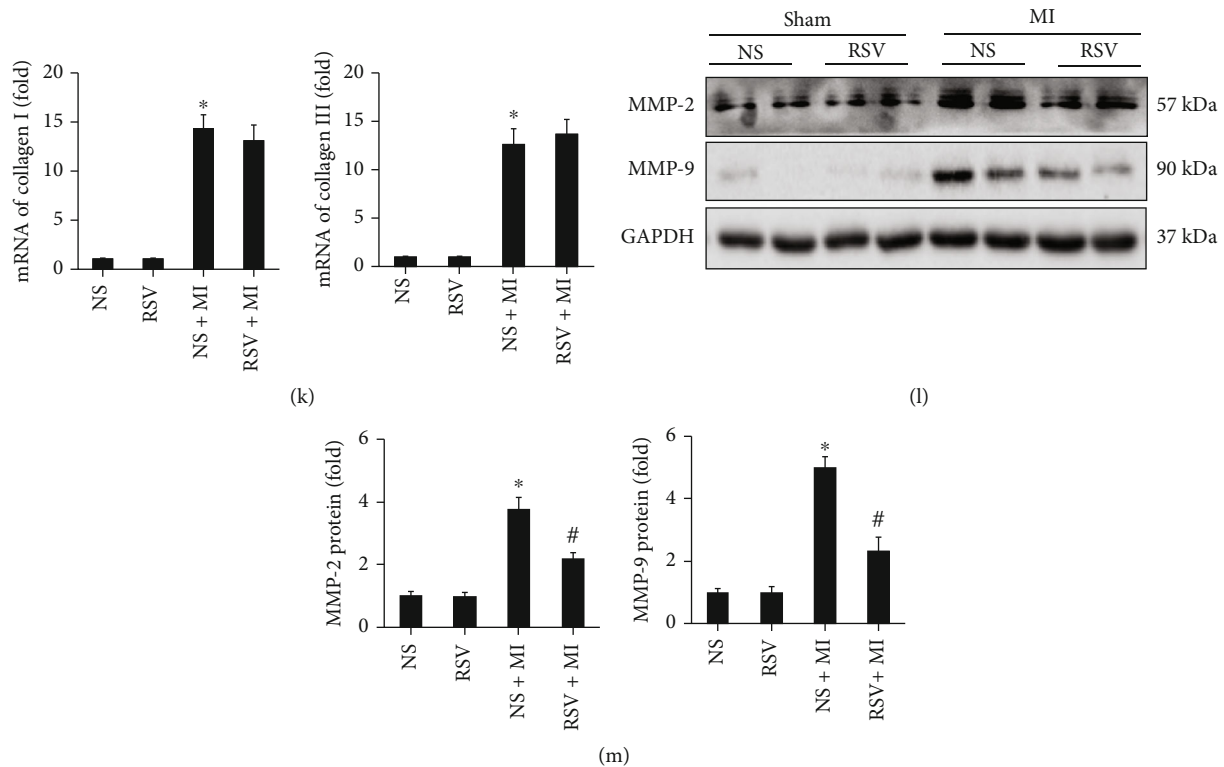 mRNA of collagen I (fold)
20
15
10
5
0
*
NS
RSV
NS + MI
RSV + MI
mRNA of collagen III (fold)
20
15
10
5
0
*
NS
RSV
NS + MI
RSV + MI
(k)
Sham MI
NS RSV NS RSV
MMP-2 57 kDa
MMP-9 90 kDa
GAPDH 37 kDa
(l)
MMP-2 protein (fold)
6
4
2
0
*
#
NS
RSV
NS + MI
RSV + MI
MMP-9 protein (fold)
6
4
2
0
*
#
NS
RSV
NS + MI
RSV+ MI
(m)